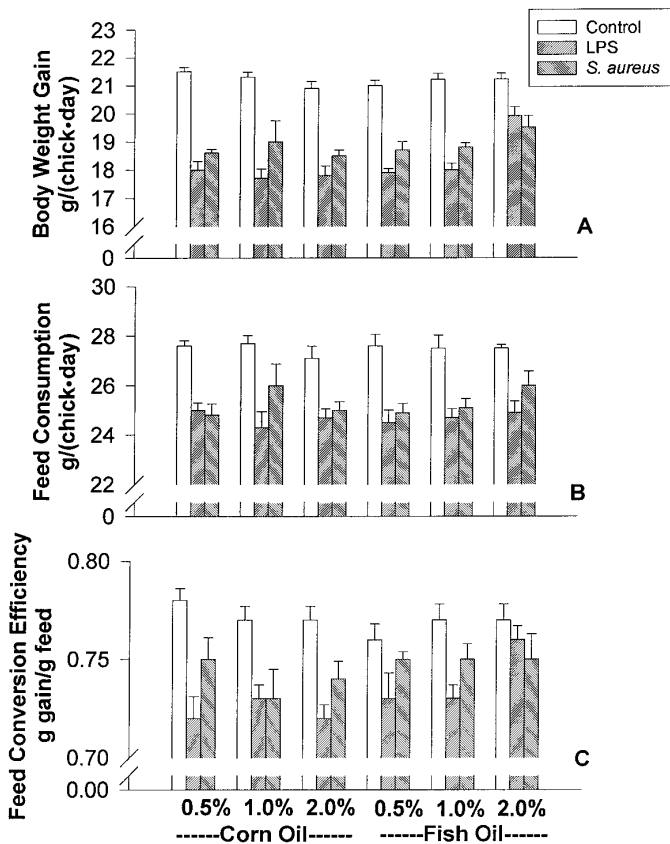 Control
LPS
S. aureus
Body Weight Gain
g/(chick•day)
23
22
21
20
19
18
17
16
0
A
Feed Consumption
g/(chick•day)
30
28
26
24
22
0
B
Feed Conversion Efficiency
g gain/g feed
0.80
0.75
0.70
0.00
C
0.5% 1.0% 2.0% 0.5% 1.0% 2.0%
------Corn Oil------ ------Fish Oil------